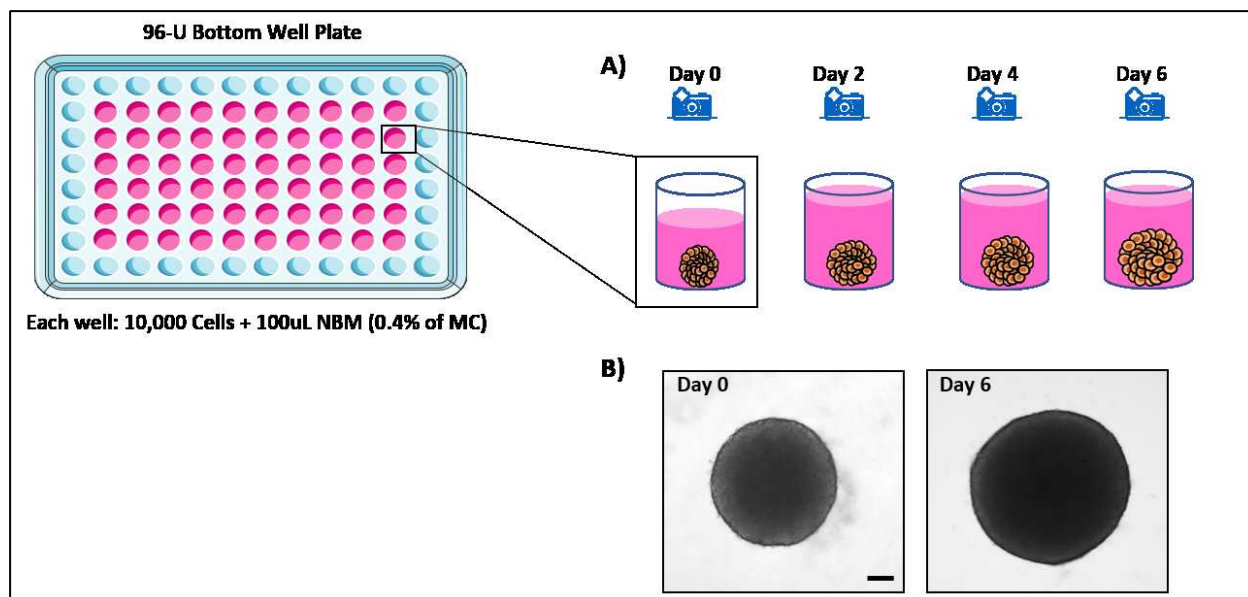 96-U Bottom Well Plate
A)
Day 0
Day 2
Day 4
Day 6
Each well: 10,000 Cells + 100uL NBM (0.4% of MC)
B)
Day 0
Day 6